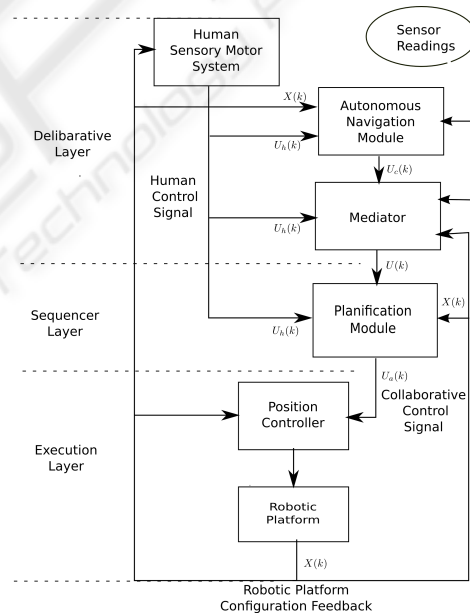 Human
Sensory Motor
System
Sensor
Readings
X(k)
Autonomous
Navigation
Module
U_h(k)
Delibarative
Layer
U_c(k)
Human
Control
Signal
Mediator
U_h(k)
U(k)
Sequencer
Layer
Planification
Module
X(k)
U_h(k)
U_a(k)
Collaborative
Control
Signal
Position
Controller
Execution
Layer
Robotic
Platform
X(k)
Robotic Platform
Configuration Feedback